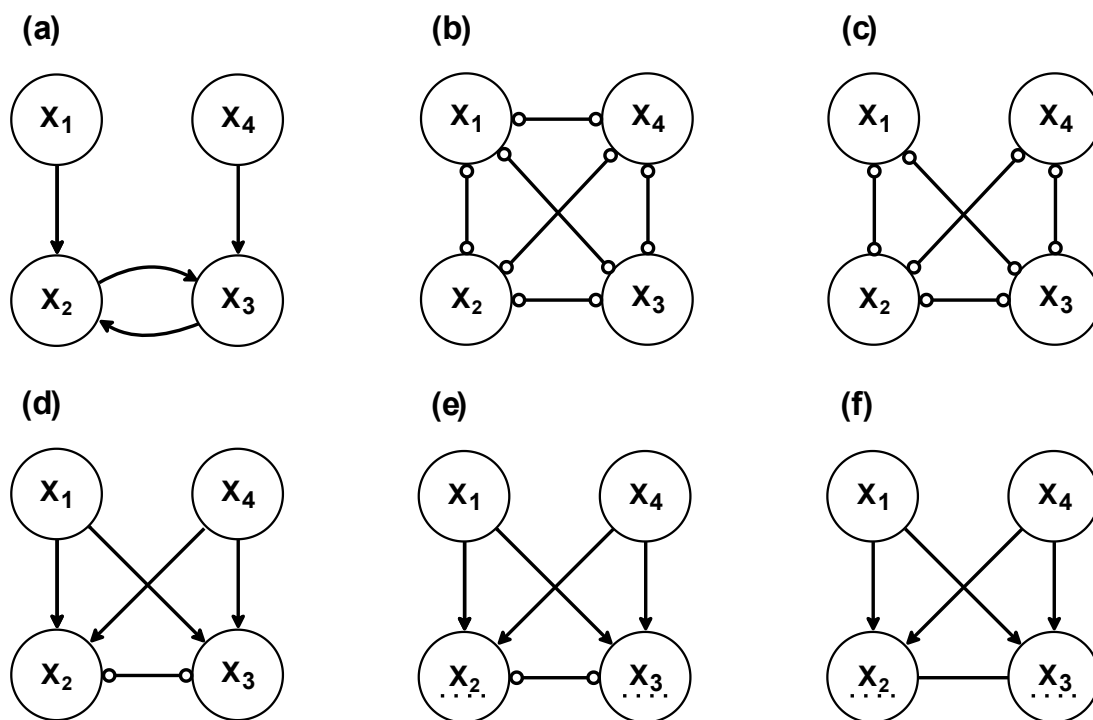 (a) (b) (c)
X1 X4 X1 X4 X1 X4
X2 X3 X2 X3 X2 X3
(d) (e) (f)
X1 X4 X1 X4 X1 X4
X2 X3 X2 X3 X2 X3